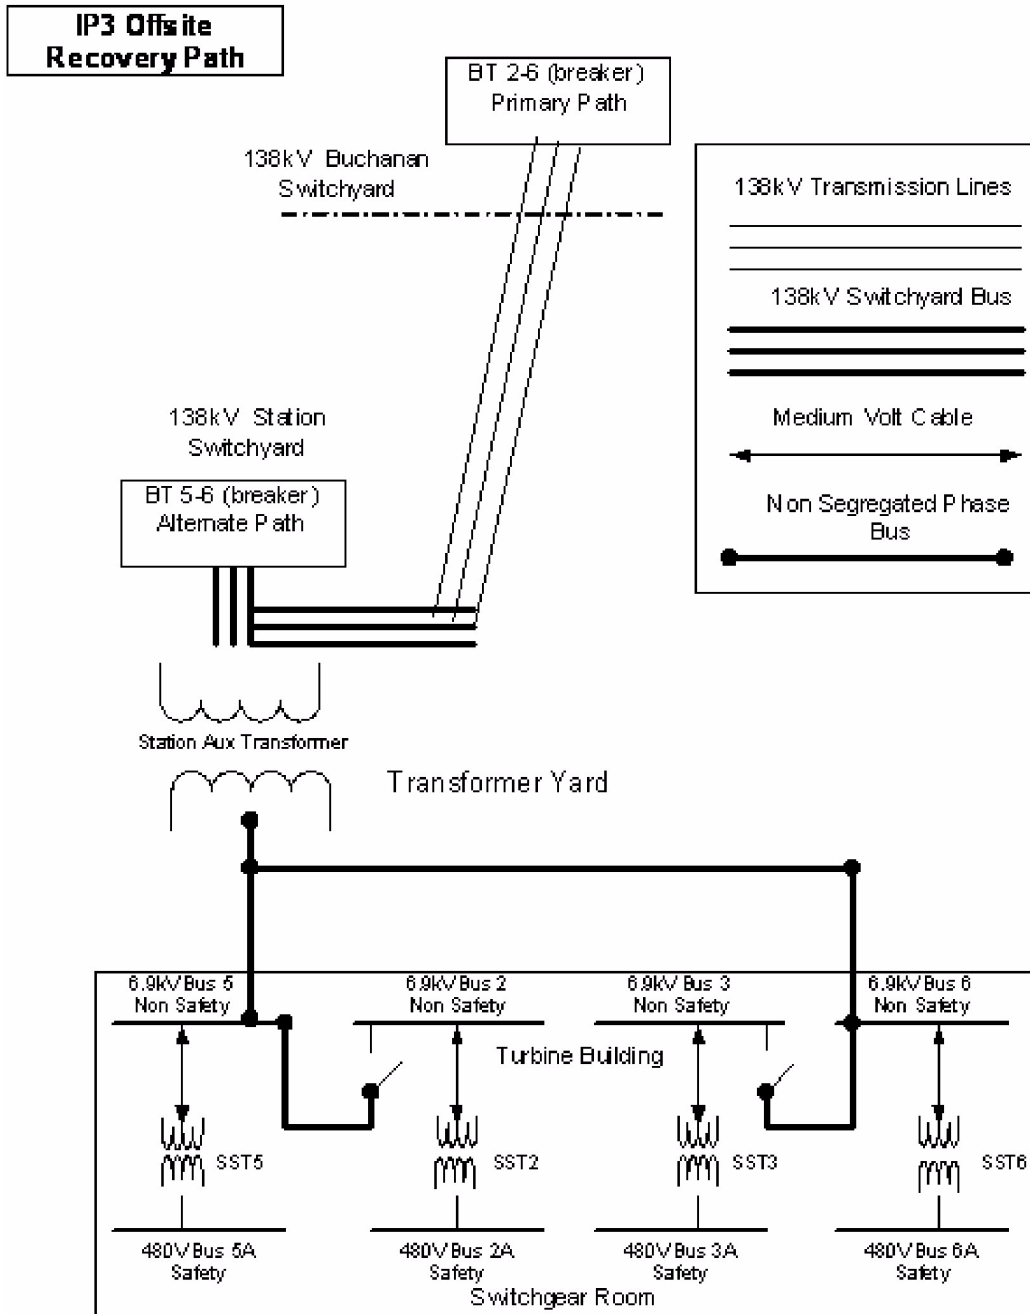 IP3 Offsite
Recovery Path
BT 2-6 (breaker)
Primary Path
138kV Buchanan
Switchyard
138kV Transmission Lines
138kV Switchyard Bus
Medium Volt Cable
Non Segregated Phase
Bus
138kV Station
Switchyard
BT 5-6 (breaker)
Alternate Path
Station Aux Transformer
Transformer Yard
6.9kV Bus 5
Non Safety
6.9kV Bus 2
Non Safety
6.9kV Bus 3
Non Safety
6.9kV Bus 6
Non Safety
Turbine Building
SST5
SST2
SST3
SST6
480V Bus 5A
Safety
480V Bus 2A
Safety
480V Bus 3A
Safety
480V Bus 6A
Safety
Switchgear Room